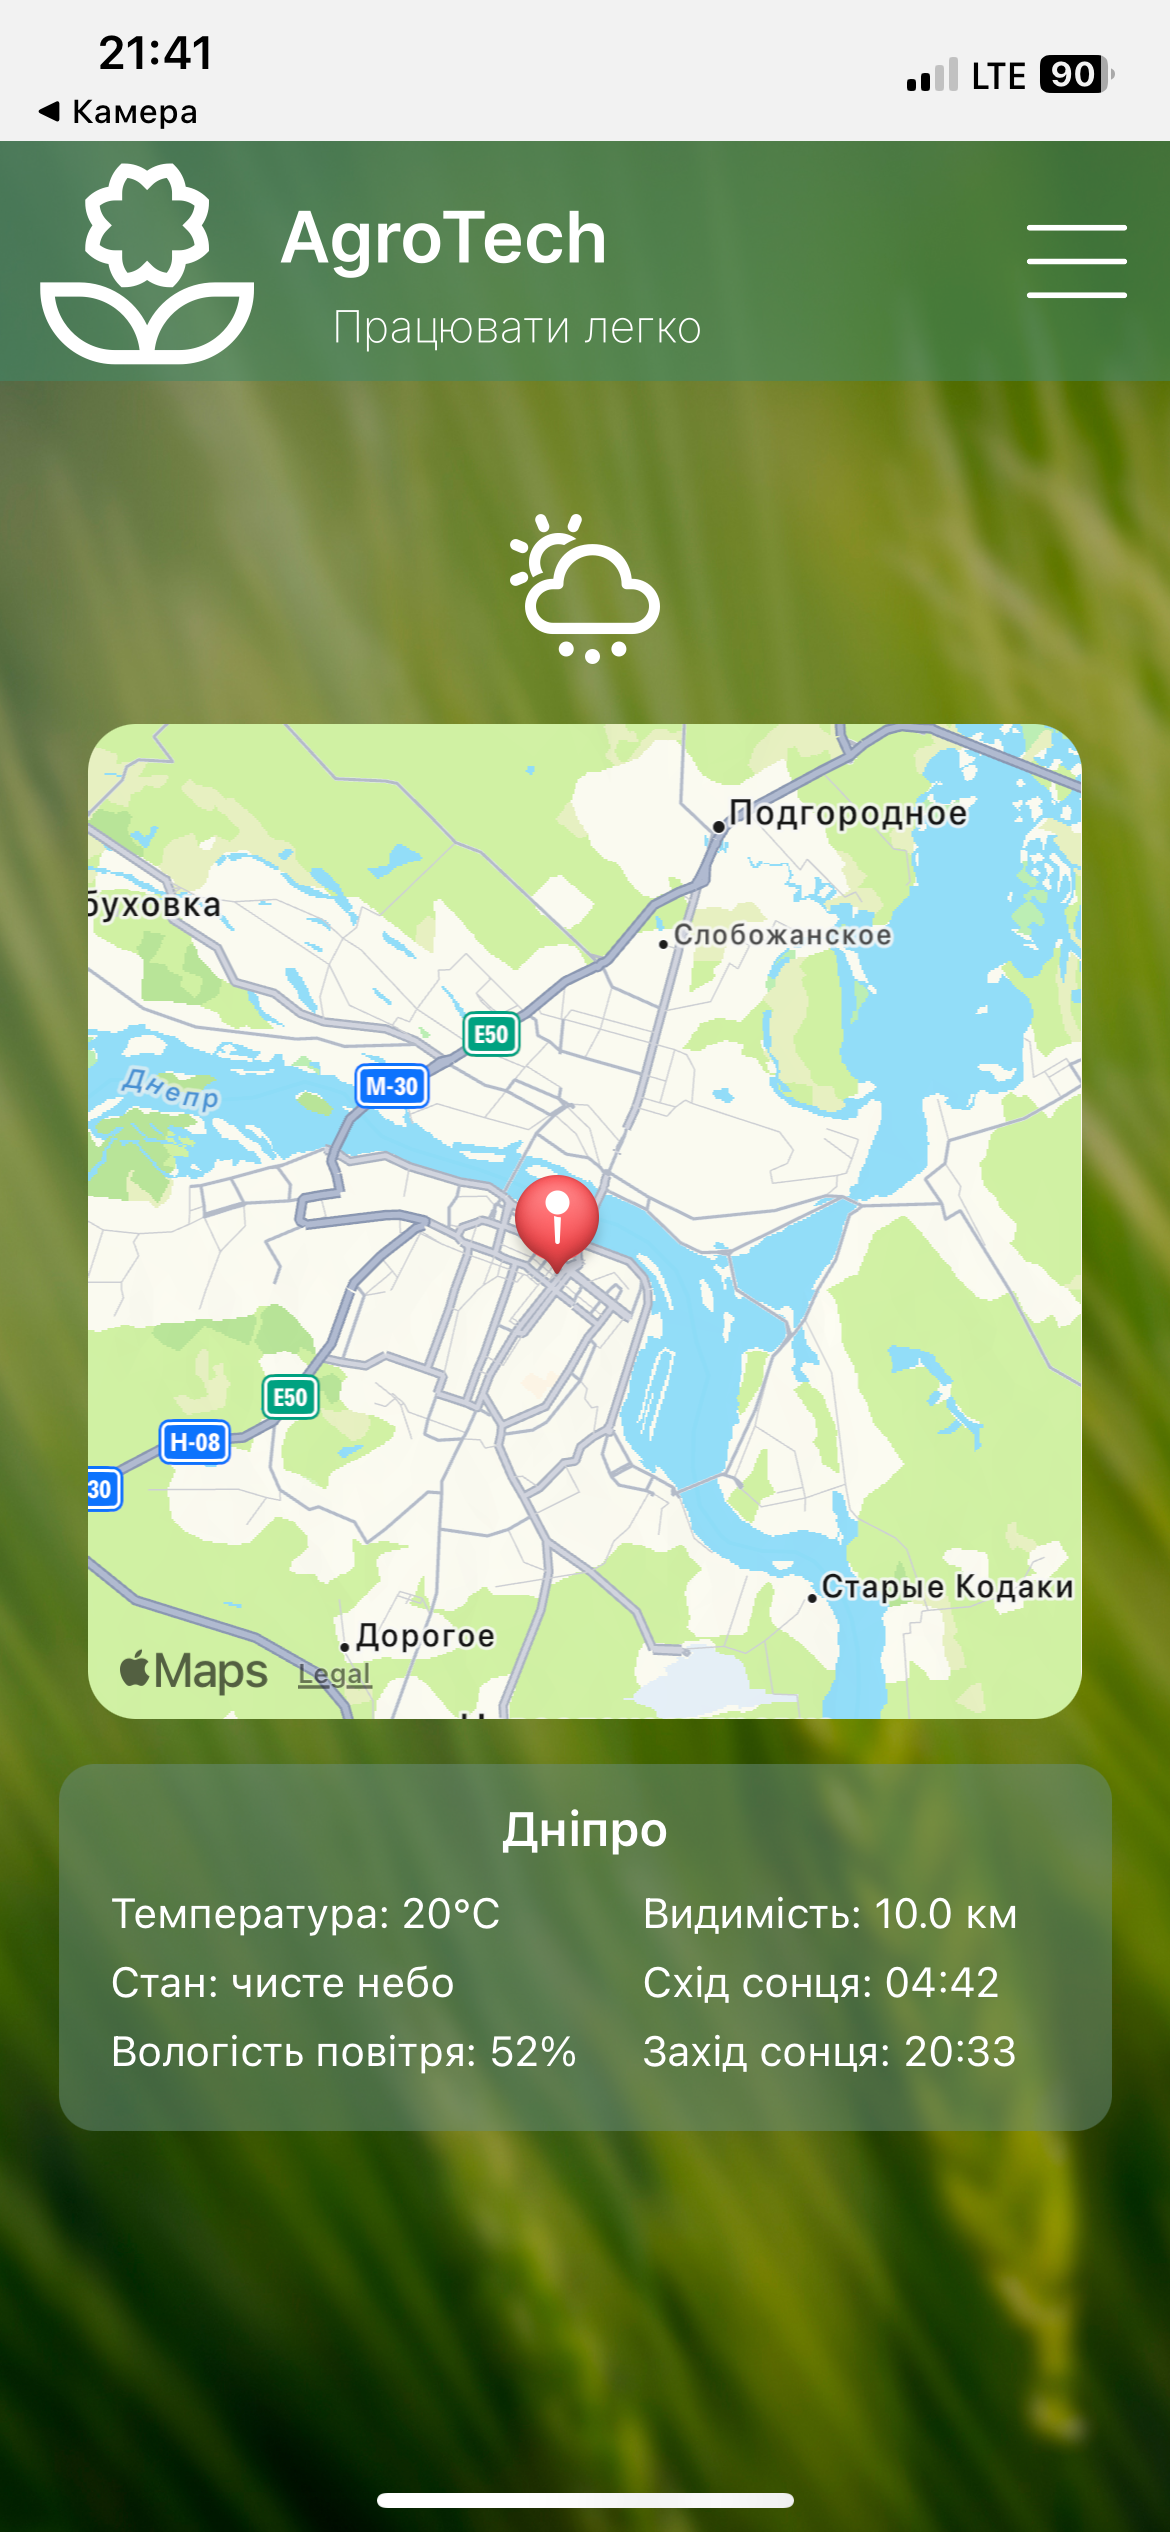 21:41
LTE 90
◀ Камера
AgroTech
Працювати легко
Подгородное
буховка
Слобожанское
E50
M-30
Днепр
E50
H-08
30
Старые Кодаки
Дорогое
Maps Legal
Дніпро
Температура: 20°C
Видимість: 10.0 км
Стан: чисте небо
Схід сонця: 04:42
Вологість повітря: 52%
Захід сонця: 20:33